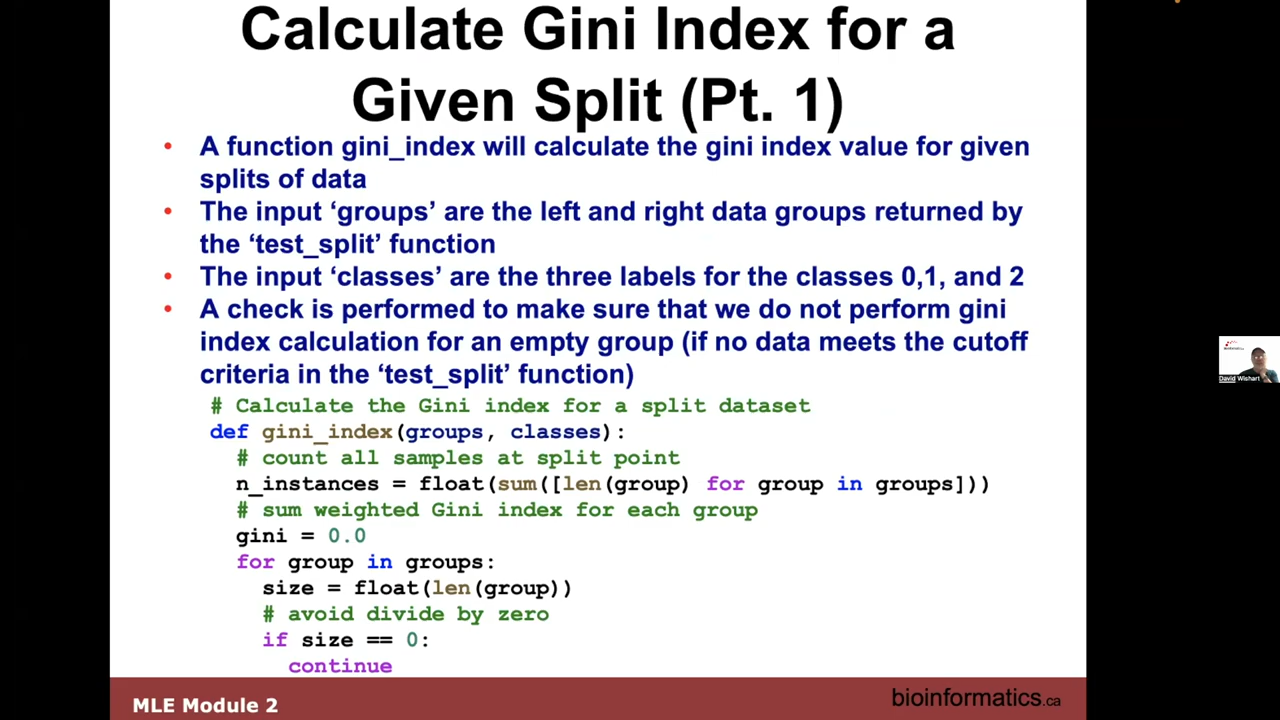 Calculate Gini Index for a
Given Split (Pt. 1)
• A function gini_index will calculate the gini index value for given
splits of data
• The input ‘groups’ are the left and right data groups returned by
the ‘test_split’ function
• The input ‘classes’ are the three labels for the classes 0,1, and 2
• A check is performed to make sure that we do not perform gini
index calculation for an empty group (if no data meets the cutoff
criteria in the ‘test_split’ function)
# Calculate the Gini index for a split dataset
def gini_index(groups, classes):
# count all samples at split point
n_instances = float(sum([len(group) for group in groups]))
# sum weighted Gini index for each group
gini = 0.0
for group in groups:
size = float(len(group))
# avoid divide by zero
if size == 0:
continue
MLE Module 2
bioinformatics.ca
David Wishart